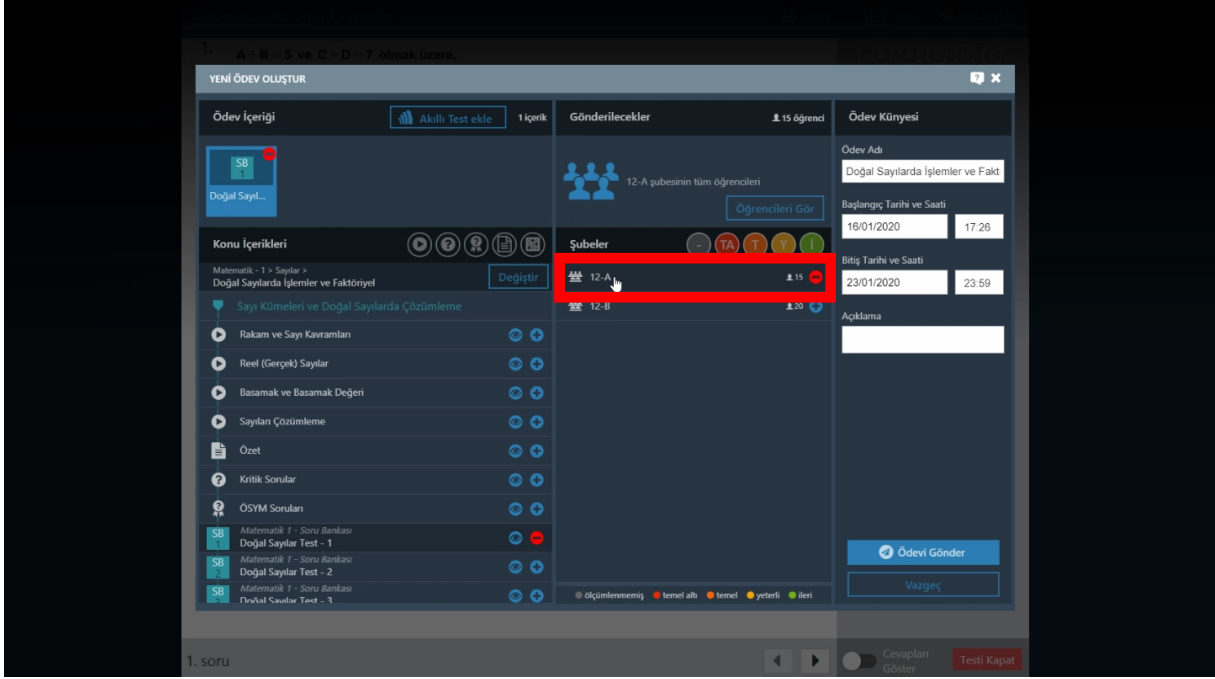 1. A + B = 5 ve C + D = 7 olmak üzere,
YENİ ÖDEV OLUŞTUR
Ödev İçeriği
Akıllı Test ekle
1 içerik
SB
1
Doğal Sayıl...
Konu İçerikleri
Matematik - 1 > Sayılar >
Doğal Sayılarda İşlemler ve Faktöriyel
Değiştir
Sayı Kümeleri ve Doğal Sayılarda Çözümleme
Rakam ve Sayı Kavramları
Reel (Gerçek) Sayılar
Basamak ve Basamak Değeri
Sayıları Çözümleme
Özet
Kritik Sorular
ÖSYM Soruları
SB
1
Matematik 1 - Soru Bankası
Doğal Sayılar Test - 1
SB
2
Matematik 1 - Soru Bankası
Doğal Sayılar Test - 2
SB
Matematik 1 - Soru Bankası
Doğal Sayılar Test - 3
Gönderilecekler
15 öğrenci
12-A şubesinin tüm öğrencileri
Öğrencileri Gör
Şubeler
- TA T Y İ
12-A 15
12-B 20
ölçümlenmemiş temel altı temel yeterli ileri
Ödev Künyesi
Ödev Adı
Doğal Sayılarda İşlemler ve Fakt
Başlangıç Tarihi ve Saati
16/01/2020 17:26
Bitiş Tarihi ve Saati
23/01/2020 23:59
Açıklama
Ödevi Gönder
Vazgeç
1. soru
Cevapları
Göster
Testi Kapat